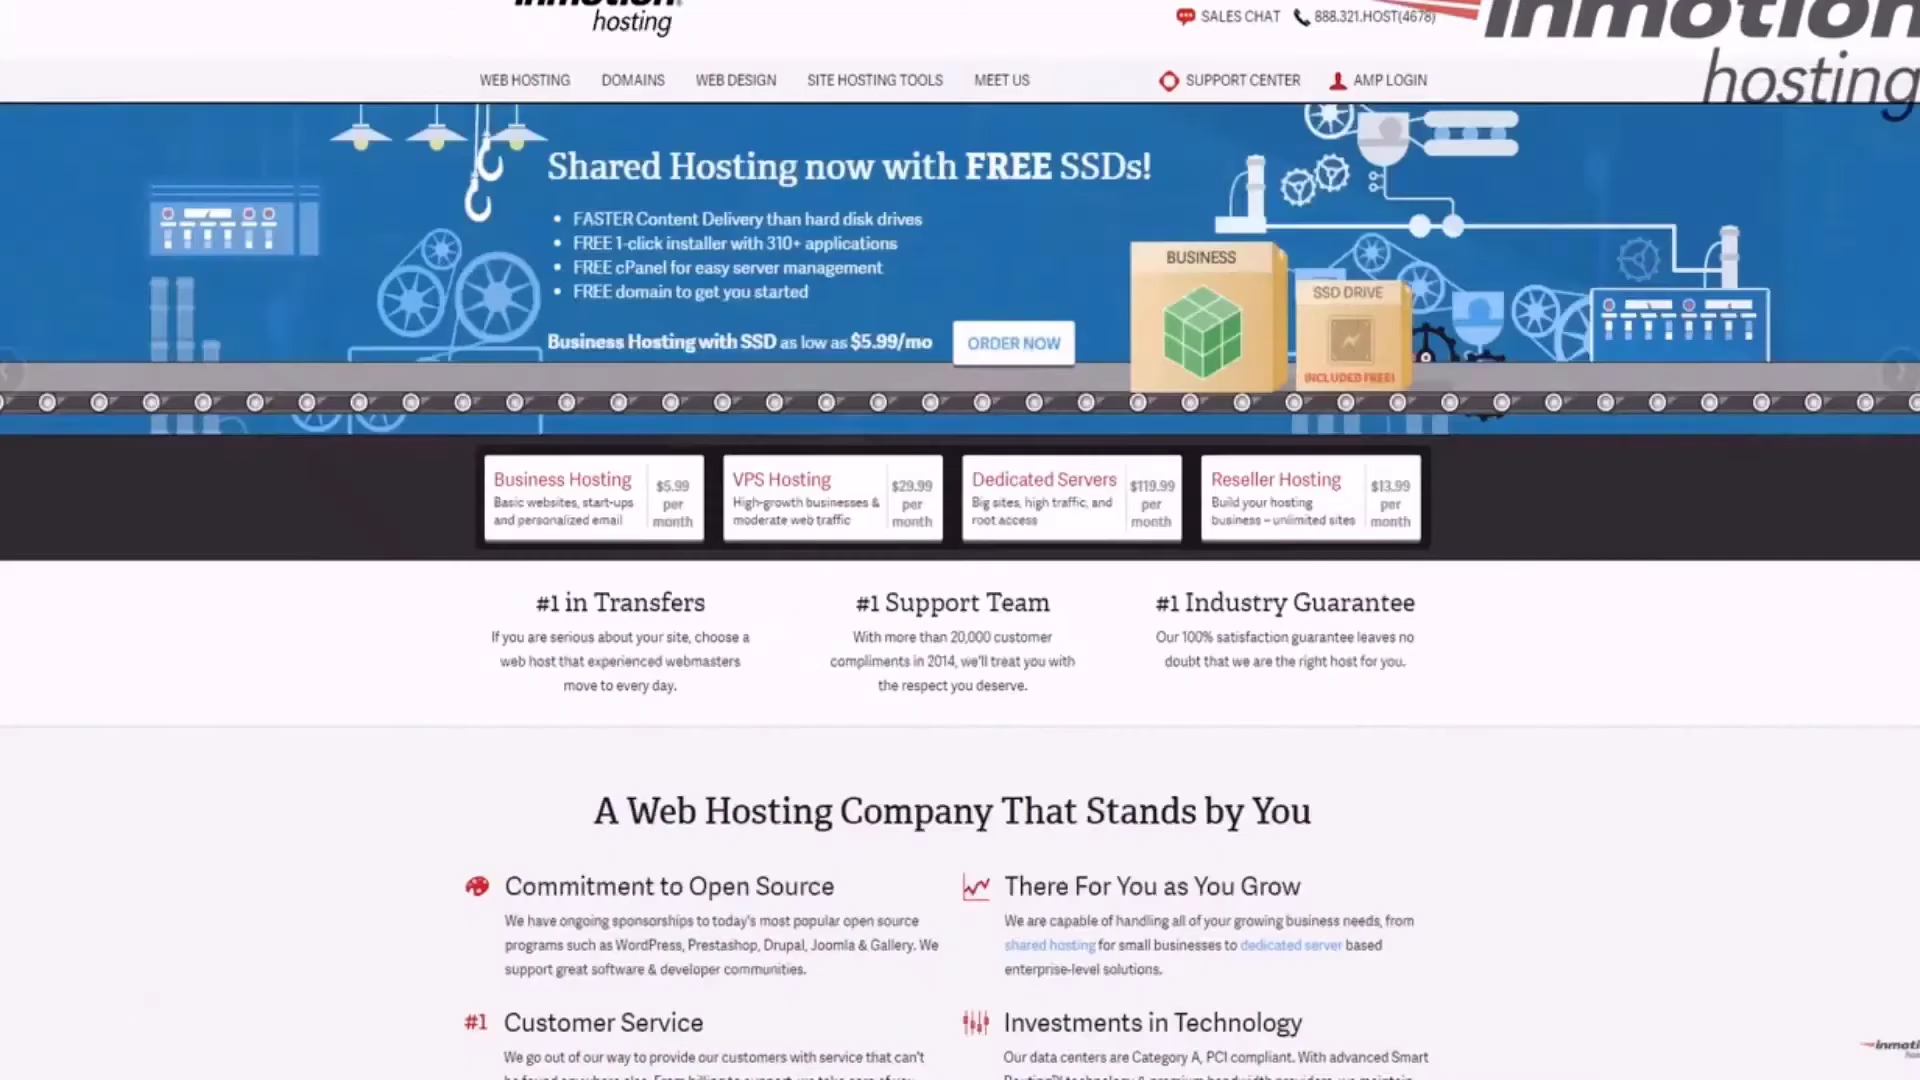 hosting
SALES CHAT 888.321.HOST(4678)
inmotion
hosting
WEB HOSTING DOMAINS WEB DESIGN SITE HOSTING TOOLS MEET US SUPPORT CENTER AMP LOGIN
Shared Hosting now with FREE SSDs!
• FASTER Content Delivery than hard disk drives
• FREE 1-click installer with 310+ applications
• FREE cPanel for easy server management
• FREE domain to get you started
Business Hosting with SSD as low as $5.99/mo
ORDER NOW
BUSINESS
SSD DRIVE
INCLUDED FREE!
Business Hosting
Basic websites, start-ups
and personalized email
$5.99
per
month
VPS Hosting
High-growth businesses &
moderate web traffic
$29.99
per
month
Dedicated Servers
Big sites, high traffic, and
root access
$119.99
per
month
Reseller Hosting
Build your hosting
business – unlimited sites
$13.99
per
month
#1 in Transfers
If you are serious about your site, choose a
web host that experienced webmasters
move to every day.
#1 Support Team
With more than 20,000 customer
compliments in 2014, we'll treat you with
the respect you deserve.
#1 Industry Guarantee
Our 100% satisfaction guarantee leaves no
doubt that we are the right host for you.
A Web Hosting Company That Stands by You
Commitment to Open Source
We have ongoing sponsorships to today's most popular open source
programs such as WordPress, Prestashop, Drupal, Joomla & Gallery. We
support great software & developer communities.
There For You as You Grow
We are capable of handling all of your growing business needs, from
shared hosting for small businesses to dedicated server based
enterprise-level solutions.
#1 Customer Service
We go out of our way to provide our customers with service that can't
Investments in Technology
Our data centers are Category A, PCI compliant. With advanced Smart